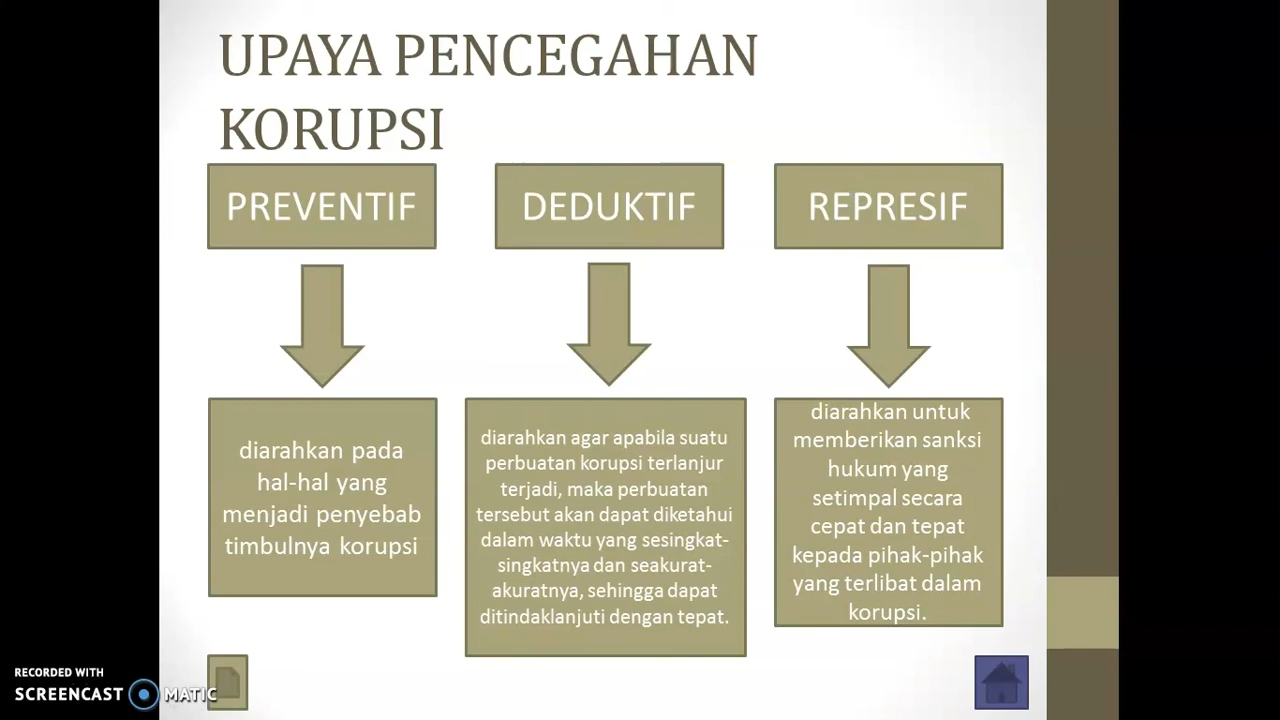 UPAYA PENCEGAHAN
KORUPSI
PREVENTIF
DEDUKTIF
REPRESIF
diarahkan pada
hal-hal yang
menjadi penyebab
timbulnya korupsi
diarahkan agar apabila suatu
perbuatan korupsi terlanjur
terjadi, maka perbuatan
tersebut akan dapat diketahui
dalam waktu yang sesingkat-
singkatnya dan seakurat-
akuratnya, sehingga dapat
ditindaklanjuti dengan tepat.
diarahkan untuk
memberikan sanksi
hukum yang
setimpal secara
cepat dan tepat
kepada pihak-pihak
yang terlibat dalam
korupsi.
RECORDED WITH
SCREENCAST MATIC